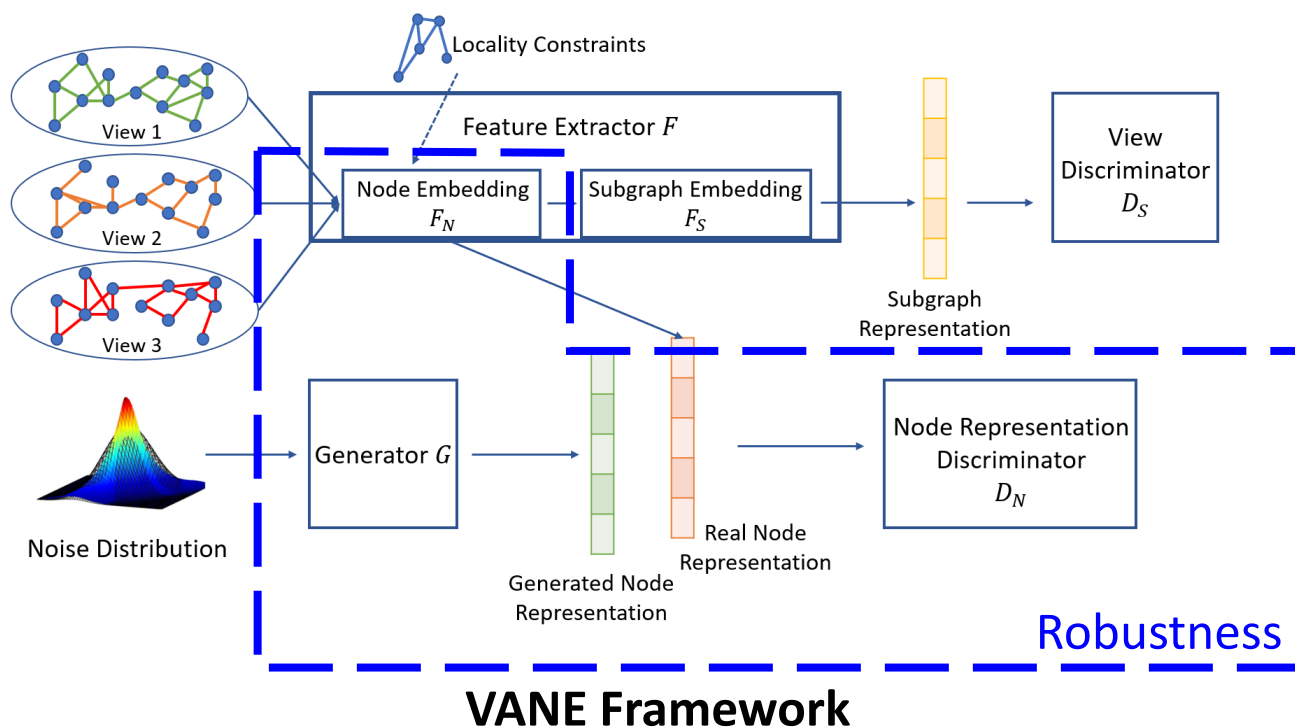 Locality Constraints
View 1
Feature Extractor F
View
Discriminator
D_S
Node Embedding
F_N
Subgraph Embedding
F_S
View 2
Subgraph
Representation
View 3
Generator G
Node Representation
Discriminator
D_N
Noise Distribution
Real Node
Representation
Generated Node
Representation
Robustness
VANE Framework